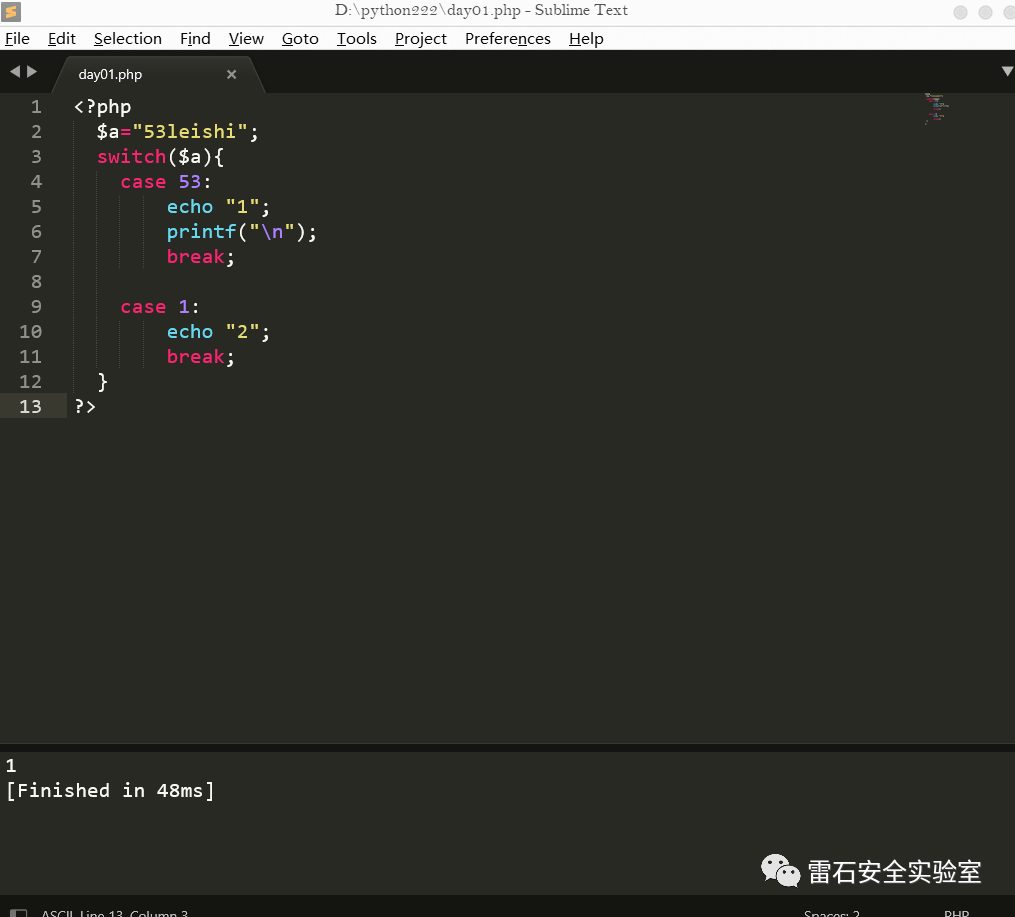 D:\python222\day01.php - Sublime Text
File Edit Selection Find View Goto Tools Project Preferences Help
day01.php
1 <?php
2 $a="53leishi";
3 switch($a){
4 case 53:
5 echo "1";
6 printf("\n");
7 break;
8
9 case 1:
10 echo "2";
11 break;
12 }
13 ?>
1
[Finished in 48ms]
雷石安全实验室
ASCII, Line 13, Column 3 Spaces: 2 PHP